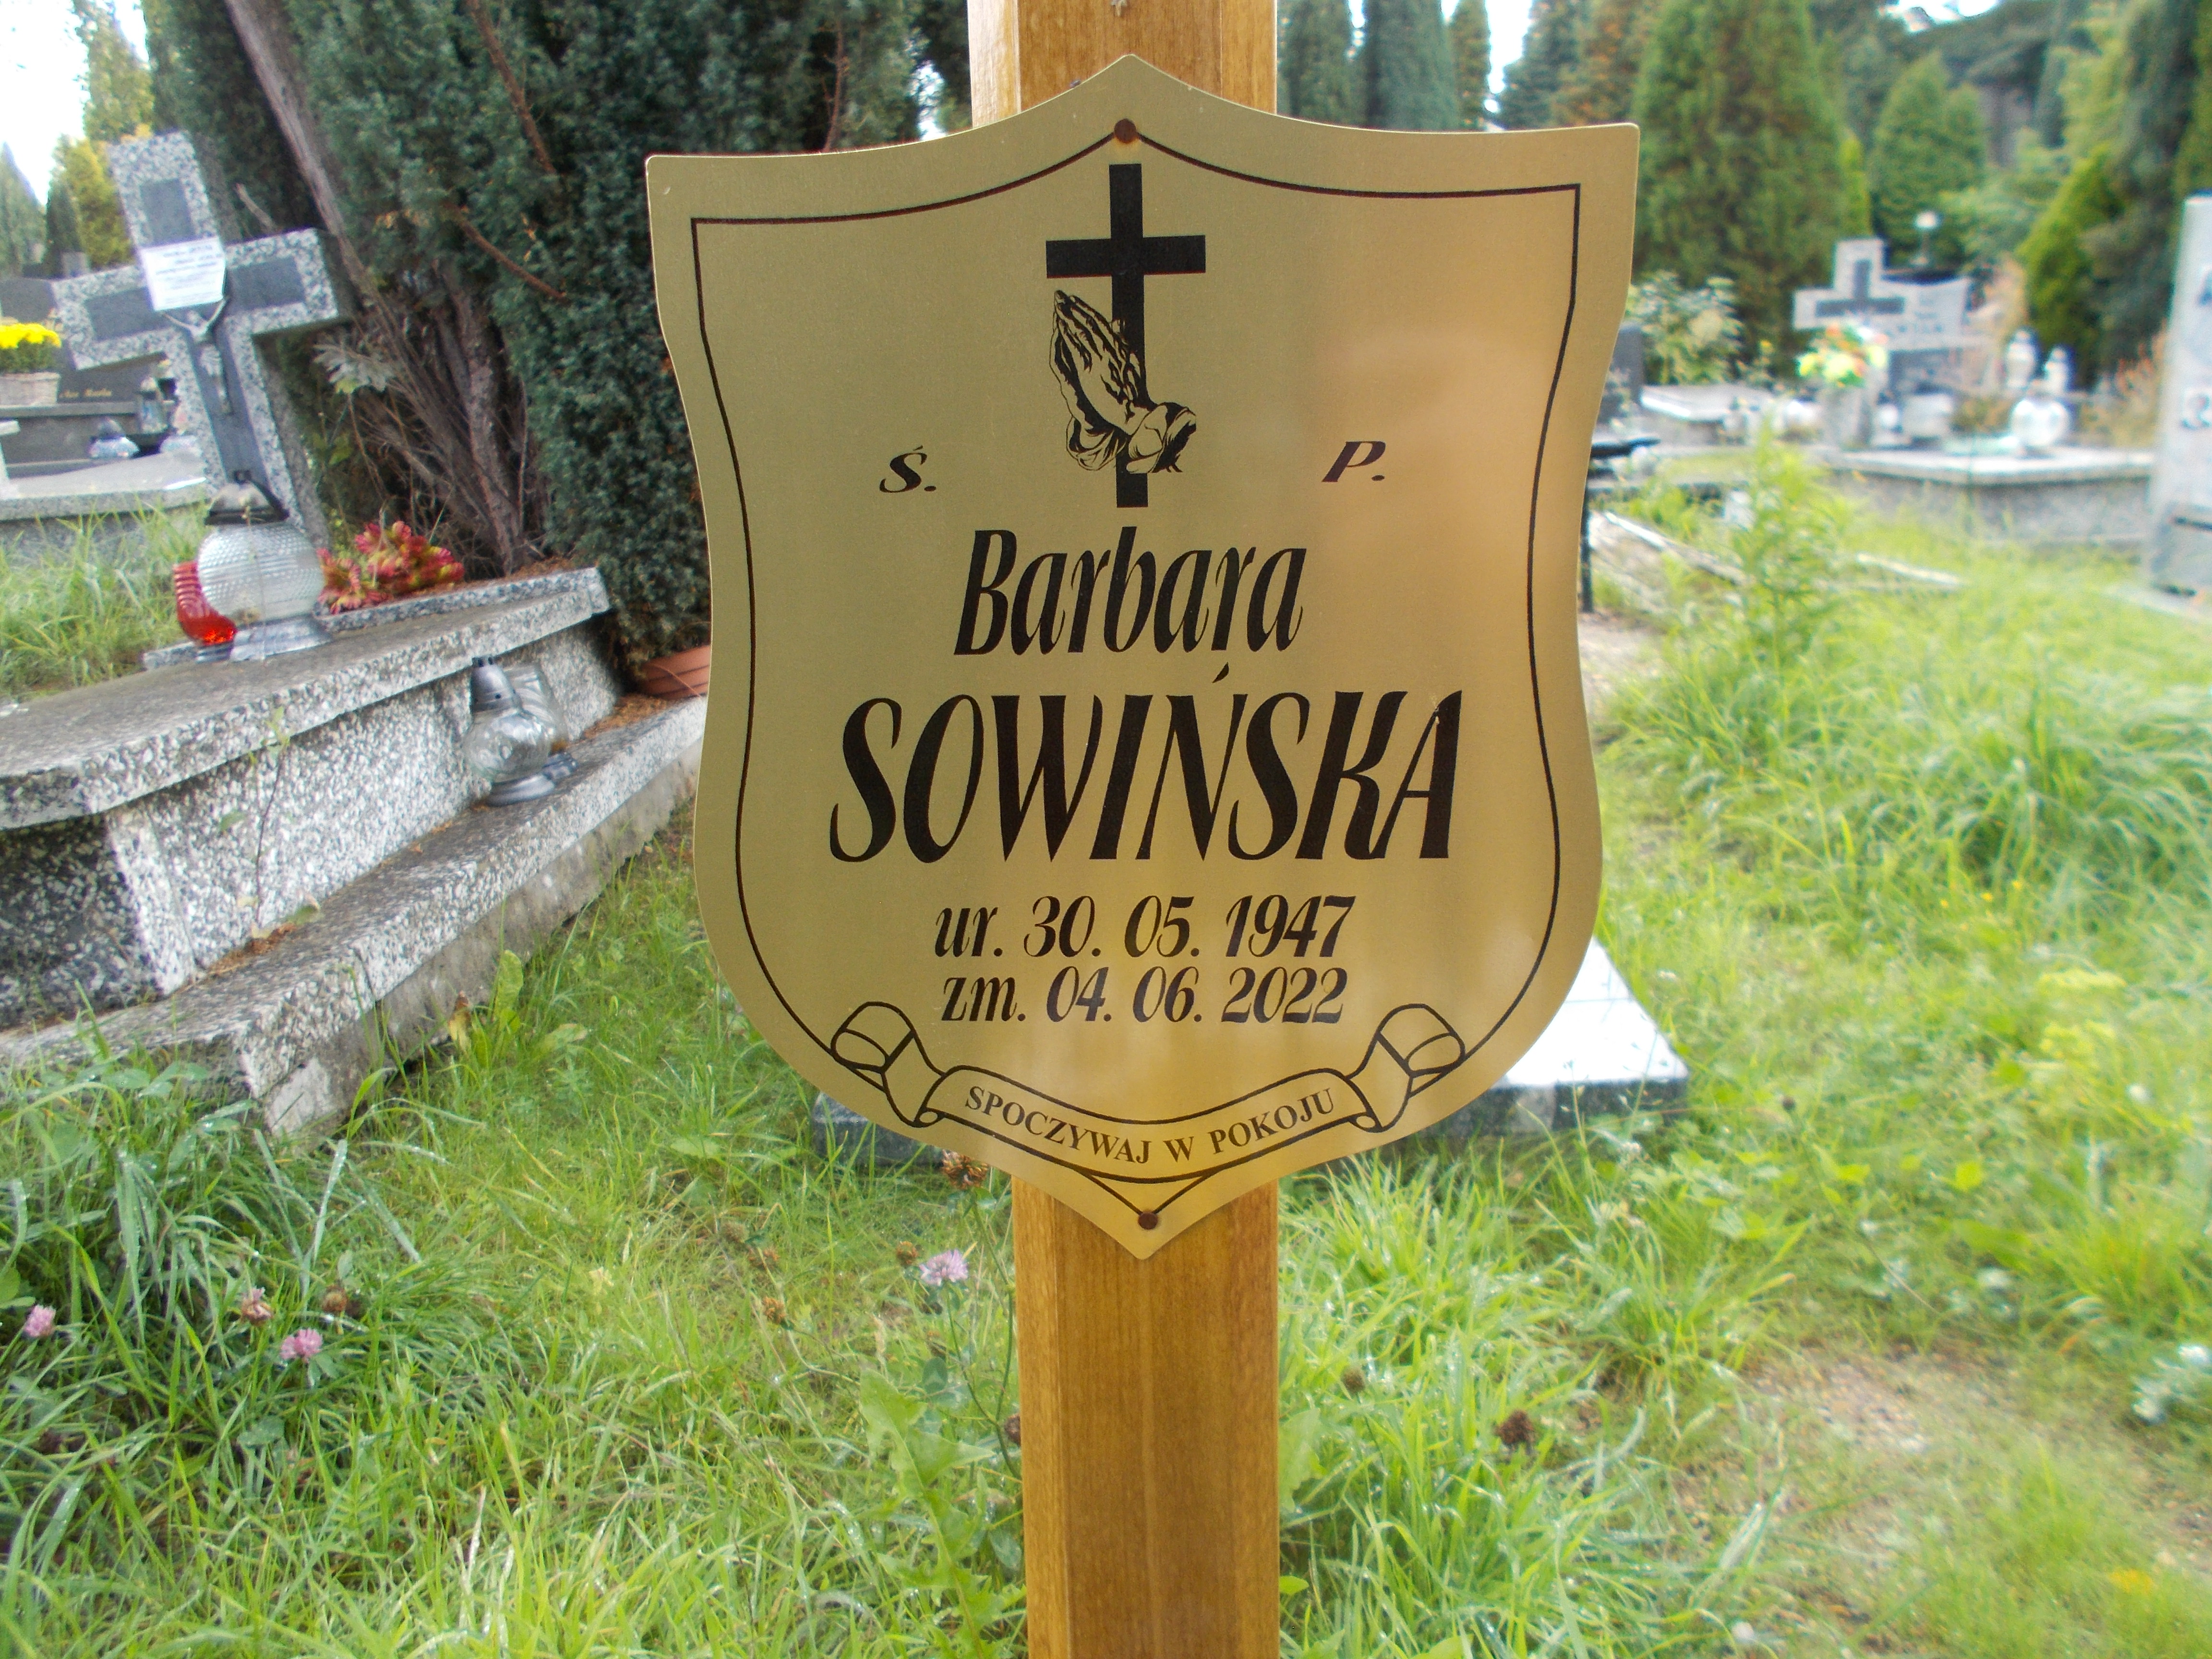 Ś. P.
Barbara
SOWIŃSKA
ur. 30. 05. 1947
zm. 04. 06. 2022
SPOCZYWAJ W POKOJU